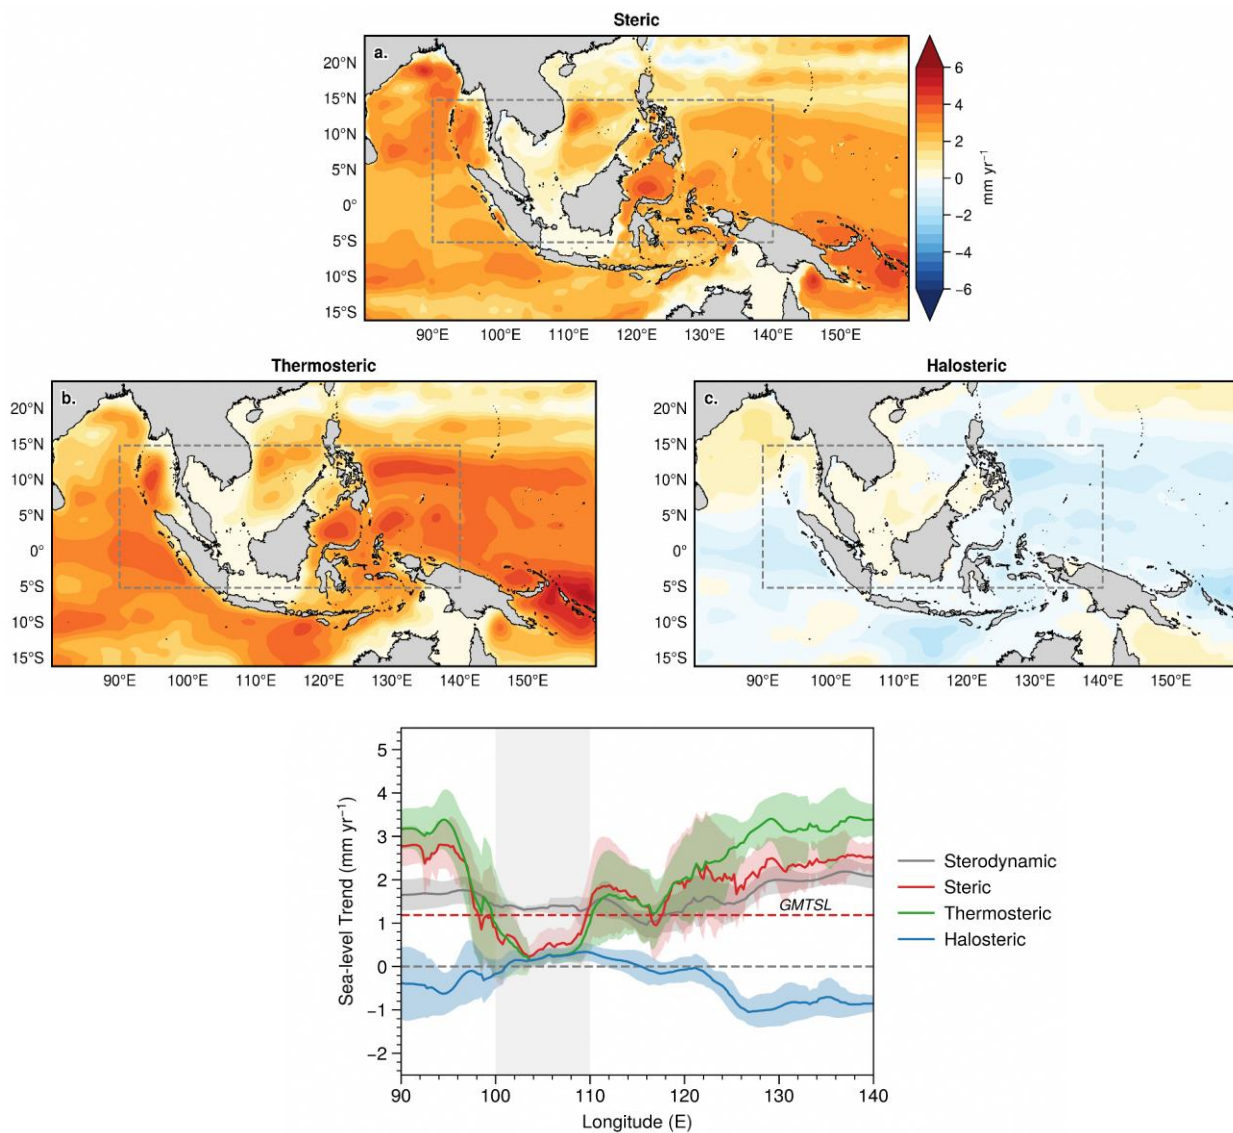 Steric
a.
20°N
15°N
10°N
5°N
0°
5°S
10°S
15°S
90°E 100°E 110°E 120°E 130°E 140°E 150°E
6
4
2
0
−2
−4
−6
mm yr⁻¹
Thermosteric
b.
20°N
15°N
10°N
5°N
0°
5°S
10°S
15°S
90°E 100°E 110°E 120°E 130°E 140°E 150°E
Halosteric
c.
20°N
15°N
10°N
5°N
0°
5°S
10°S
15°S
90°E 100°E 110°E 120°E 130°E 140°E 150°E
Sea-level Trend (mm yr⁻¹)
5
4
3
2
1
0
−1
−2
GMTSL
90 100 110 120 130 140
Longitude (E)
Sterodynamic
Steric
Thermosteric
Halosteric